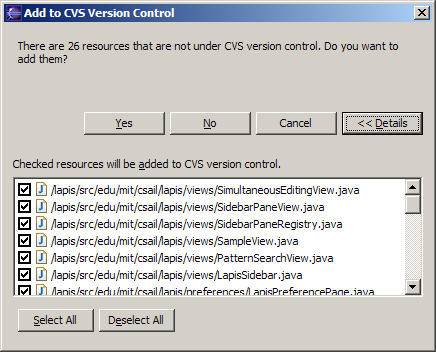 Add to CVS Version Control
There are 26 resources that are not under CVS version control. Do you want to
add them?
Yes
No
Cancel
<< Details
Checked resources will be added to CVS version control.
/lapis/src/edu/mit/csail/lapis/views/SimultaneousEditingView.java
/lapis/src/edu/mit/csail/lapis/views/SidebarPaneView.java
/lapis/src/edu/mit/csail/lapis/views/SidebarPaneRegistry.java
/lapis/src/edu/mit/csail/lapis/views/SampleView.java
/lapis/src/edu/mit/csail/lapis/views/PatternSearchView.java
/lapis/src/edu/mit/csail/lapis/views/LapisSidebar.java
/lapis/src/edu/mit/csail/lapis/preferences/LapisPreferencePage.java
Select All
Deselect All